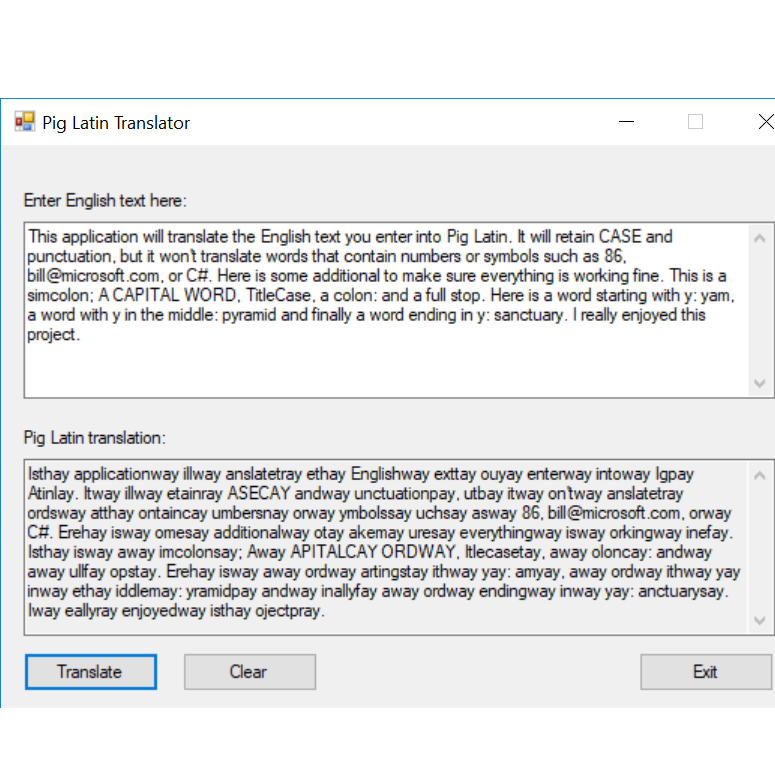 Pig Latin Translator
Enter English text here:
This application will translate the English text you enter into Pig Latin. It will retain CASE and
punctuation, but it won't translate words that contain numbers or symbols such as 86,
bill@microsoft.com, or C#. Here is some additional to make sure everything is working fine. This is a
simcolon; A CAPITAL WORD, TitleCase, a colon: and a full stop. Here is a word starting with y: yam,
a word with y in the middle: pyramid and finally a word ending in y: sanctuary. I really enjoyed this
project.
Pig Latin translation:
Isthay applicationway illway anslatetray ethay Englishway exttay ouyay enterway intoway Igpay
Atinlay. Itway illway etainray ASECAY andway unctuationpay, utbay itway on'tway anslatetray
ordsway atthay ontaincay umbersnay orway ymbolssay uchsay asway 86, bill@microsoft.com, orway
C#. Erehay isway omesay additionalway otay akemay uresay everythingway isway orkingway inefay.
Isthay isway away imcolonsay; Away APITALCAY ORDWAY, Itlecasetay, away oloncay: andway
away ullfay opstay. Erehay isway away ordway artingstay ithway yay: amyay, away ordway ithway yay
inway ethay iddlemay: yramidpay andway inallyfay away ordway endingway inway yay: anctuarysay.
Iway eallyray enjoyedway isthay ojectpray.
Translate Clear Exit